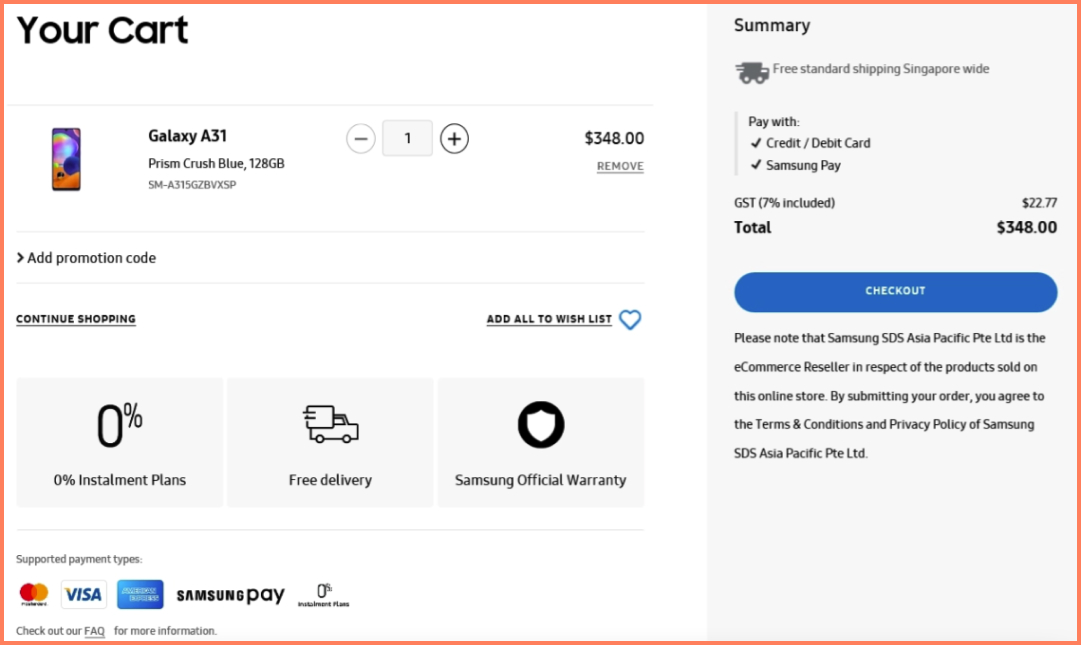 Your Cart
Galaxy A31
Prism Crush Blue, 128GB
SM-A315GZBVXSP
1
$348.00
REMOVE
Add promotion code
CONTINUE SHOPPING
ADD ALL TO WISH LIST
0%
0% Instalment Plans
Free delivery
Samsung Official Warranty
Supported payment types:
mastercard
VISA
AMERICAN EXPRESS
SAMSUNG pay
0%
Instalment Plans
Check out our FAQ for more information.
Summary
Free standard shipping Singapore wide
Pay with:
✓ Credit / Debit Card
✓ Samsung Pay
GST (7% included) $22.77
Total $348.00
CHECKOUT
Please note that Samsung SDS Asia Pacific Pte Ltd is the
eCommerce Reseller in respect of the products sold on
this online store. By submitting your order, you agree to
the Terms & Conditions and Privacy Policy of Samsung
SDS Asia Pacific Pte Ltd.